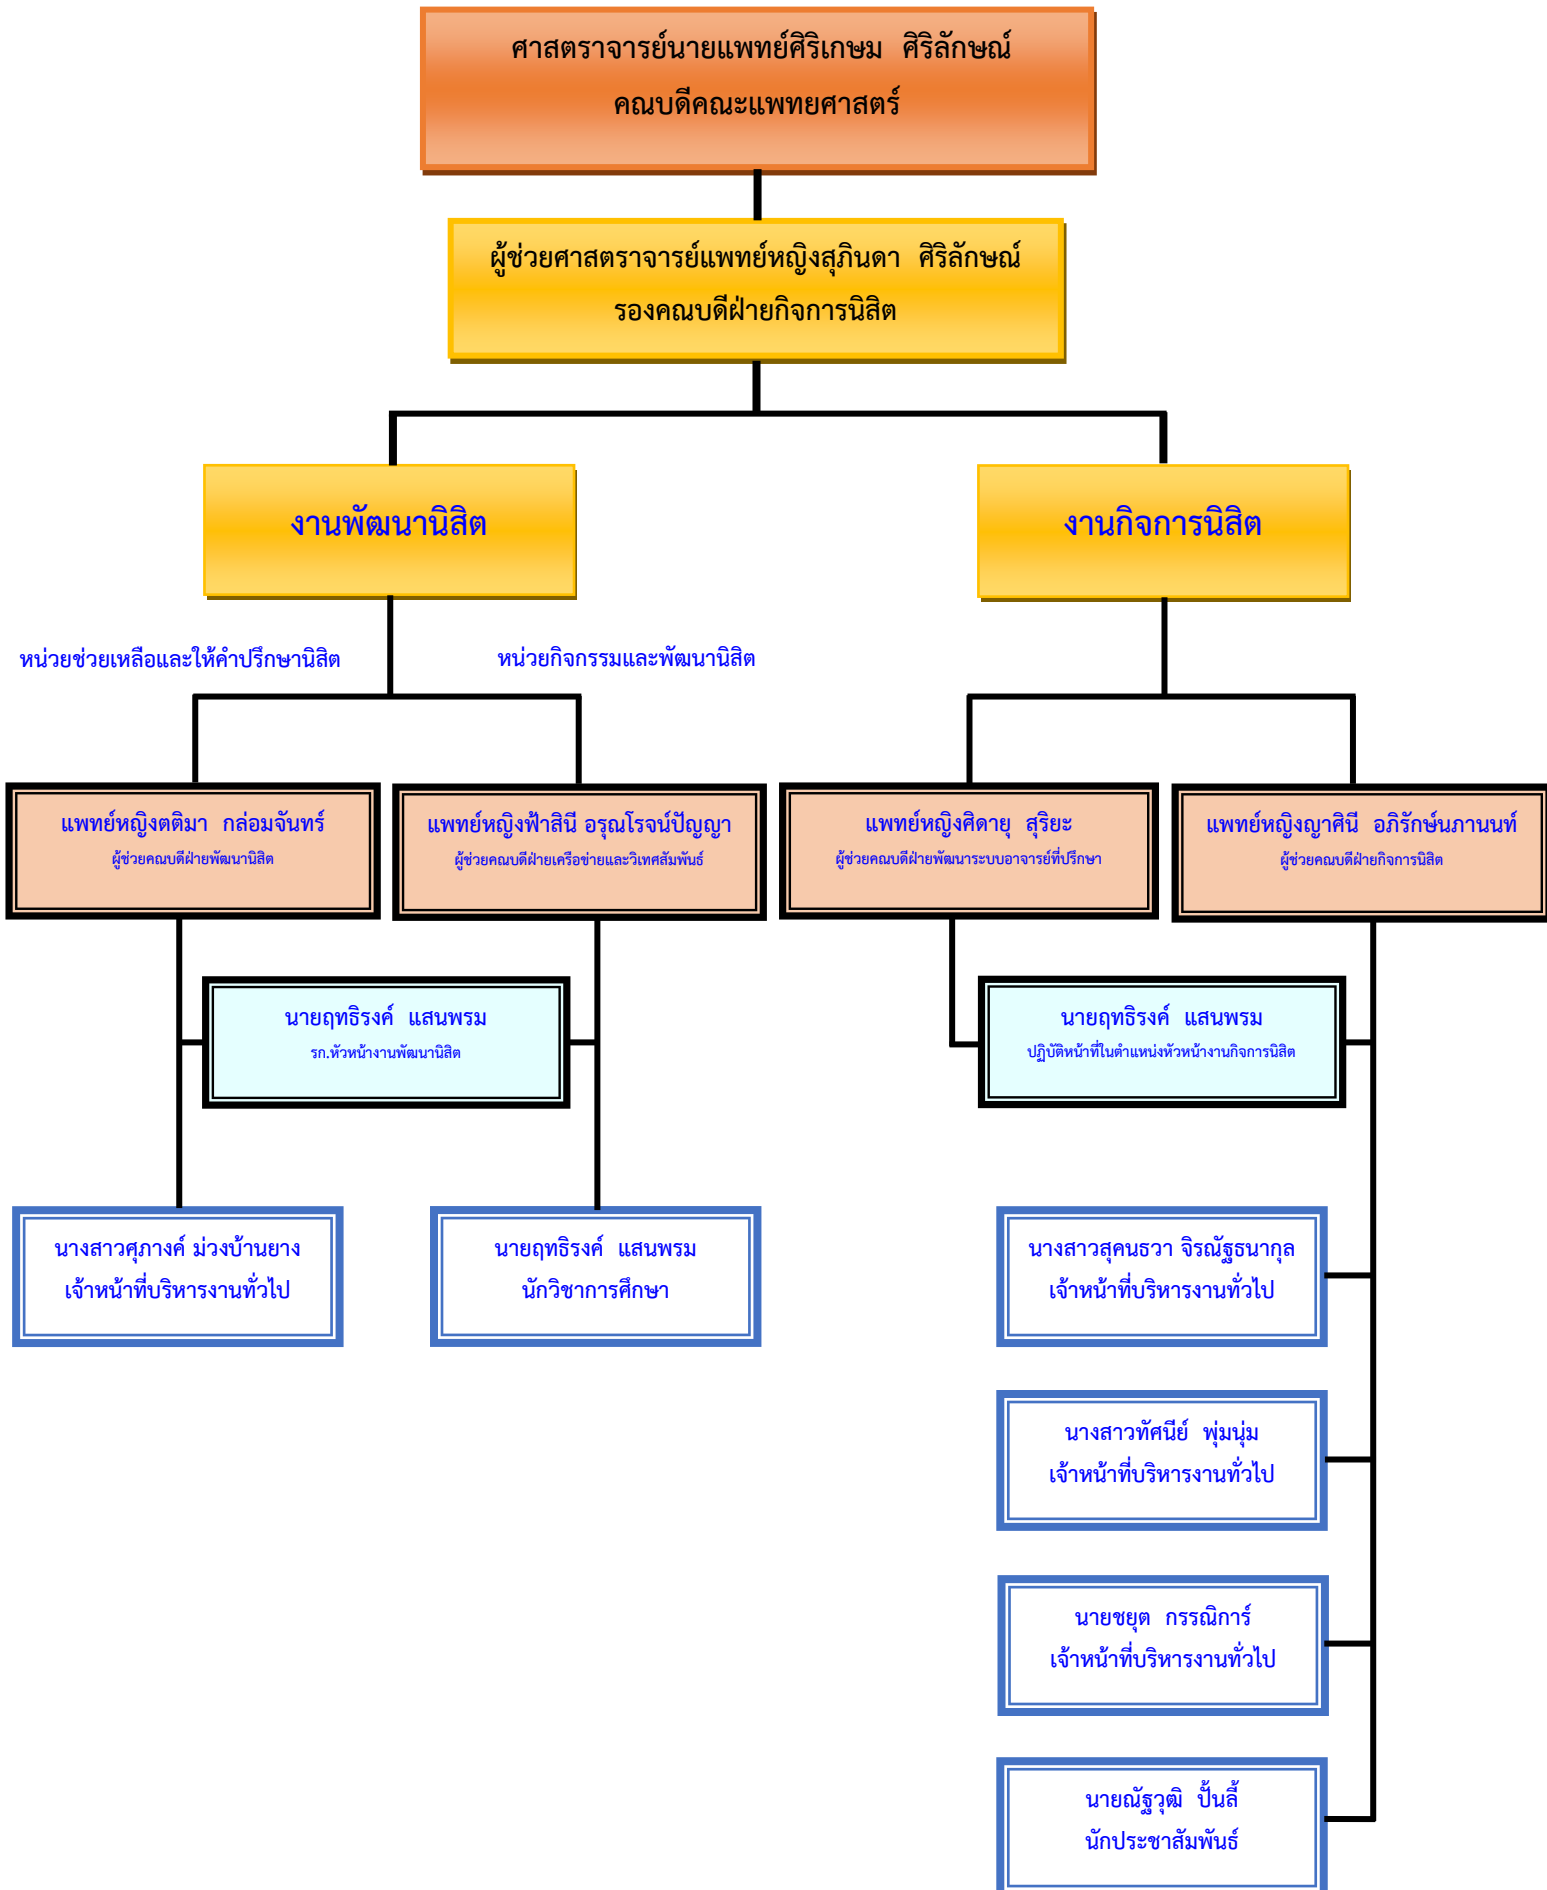 ศาสตราจารย์นายแพทย์ศิริเกษม ศิริลักษณ์
คณบดีคณะแพทยศาสตร์
ผู้ช่วยศาสตราจารย์แพทย์หญิงสุภินดา ศิริลักษณ์
รองคณบดีฝ่ายกิจการนิสิต
งานพัฒนานิสิต
งานกิจการนิสิต
หน่วยช่วยเหลือและให้คำปรึกษานิสิต
หน่วยกิจกรรมและพัฒนานิสิต
แพทย์หญิงตติมา กล่อมจันทร์
ผู้ช่วยคณบดีฝ่ายพัฒนานิสิต
แพทย์หญิงฟ้าสินี อรุณโรจน์ปัญญา
ผู้ช่วยคณบดีฝ่ายเครือข่ายและวิเทศสัมพันธ์
แพทย์หญิงศิดายุ สุริยะ
ผู้ช่วยคณบดีฝ่ายพัฒนาระบบอาจารย์ที่ปรึกษา
แพทย์หญิงญาศินี อภิรักษ์นภานนท์
ผู้ช่วยคณบดีฝ่ายกิจการนิสิต
นายฤทธิรงค์ แสนพรม
รก.หัวหน้างานพัฒนานิสิต
นายฤทธิรงค์ แสนพรม
ปฏิบัติหน้าที่ในตำแหน่งหัวหน้างานกิจการนิสิต
นางสาวศุภางค์ ม่วงบ้านยาง
เจ้าหน้าที่บริหารงานทั่วไป
นายฤทธิรงค์ แสนพรม
นักวิชาการศึกษา
นางสาวสุคนธวา จิรณัฐธนากุล
เจ้าหน้าที่บริหารงานทั่วไป
นางสาวทัศนีย์ พุ่มนุ่ม
เจ้าหน้าที่บริหารงานทั่วไป
นายชยุต กรรณิการ์
เจ้าหน้าที่บริหารงานทั่วไป
นายณัฐวุฒิ ปั้นลี้
นักประชาสัมพันธ์